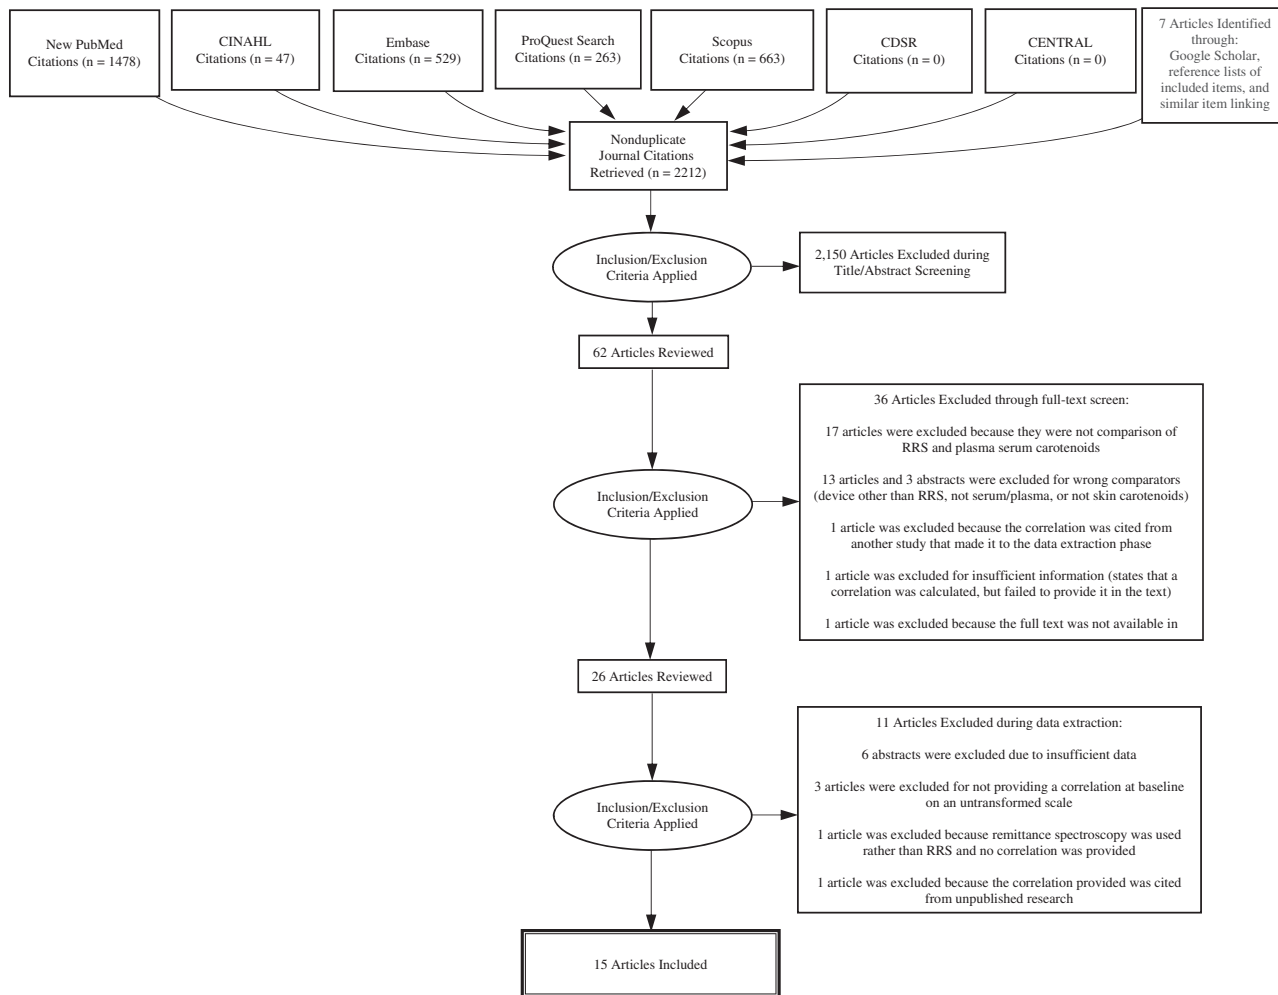 New PubMed
Citations (n = 1478)
CINAHL
Citations (n = 47)
Embase
Citations (n = 529)
ProQuest Search
Citations (n = 263)
Scopus
Citations (n = 663)
CDSR
Citations (n = 0)
CENTRAL
Citations (n = 0)
7 Articles Identified
through:
Google Scholar,
reference lists of
included items, and
similar item linking
Nonduplicate
Journal Citations
Retrieved (n = 2212)
Inclusion/Exclusion
Criteria Applied
2,150 Articles Excluded during
Title/Abstract Screening
62 Articles Reviewed
Inclusion/Exclusion
Criteria Applied
36 Articles Excluded through full-text screen:
17 articles were excluded because they were not comparison of
RRS and plasma serum carotenoids
13 articles and 3 abstracts were excluded for wrong comparators
(device other than RRS, not serum/plasma, or not skin carotenoids)
1 article was excluded because the correlation was cited from
another study that made it to the data extraction phase
1 article was excluded for insufficient information (states that a
correlation was calculated, but failed to provide it in the text)
1 article was excluded because the full text was not available in
26 Articles Reviewed
Inclusion/Exclusion
Criteria Applied
11 Articles Excluded during data extraction:
6 abstracts were excluded due to insufficient data
3 articles were excluded for not providing a correlation at baseline
on an untransformed scale
1 article was excluded because remittance spectroscopy was used
rather than RRS and no correlation was provided
1 article was excluded because the correlation provided was cited
from unpublished research
15 Articles Included